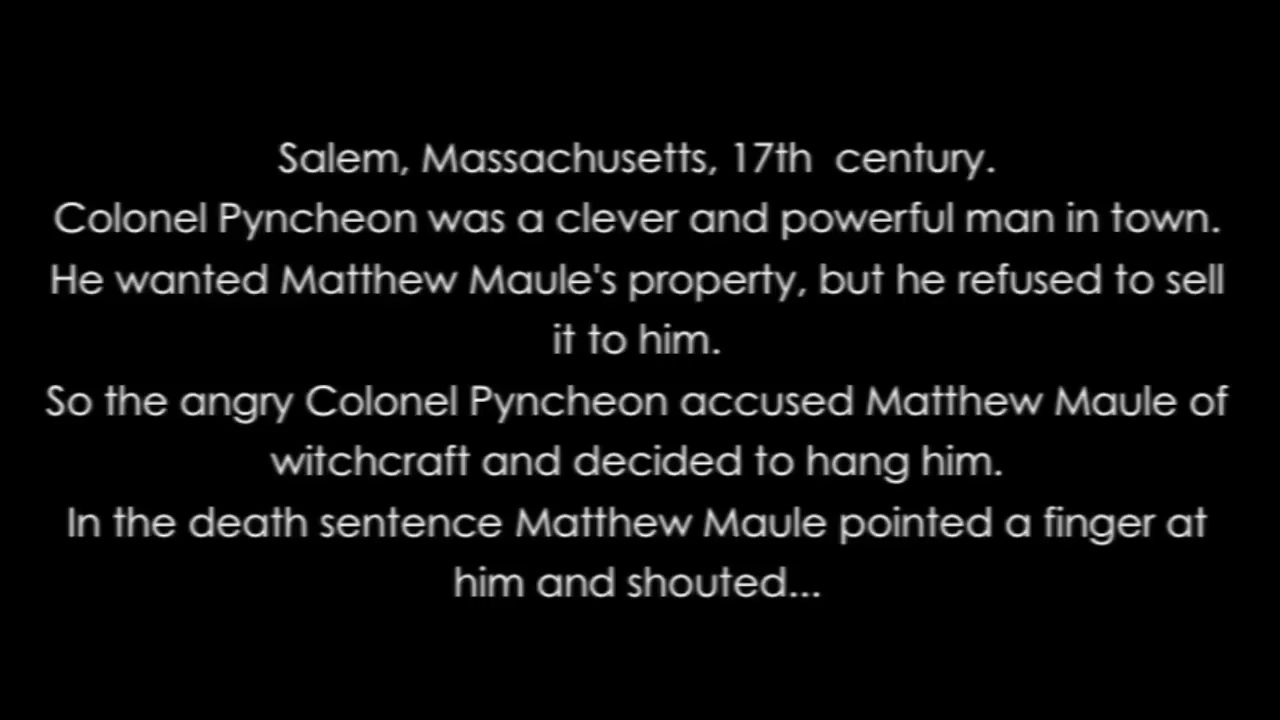 Salem, Massachusetts, 17th  century.
Colonel Pyncheon was a clever and powerful man in town.
He wanted Matthew Maule's property, but he refused to sell
it to him.
So the angry Colonel Pyncheon accused Matthew Maule of
witchcraft and decided to hang him.
In the death sentence Matthew Maule pointed a finger at
him and shouted...